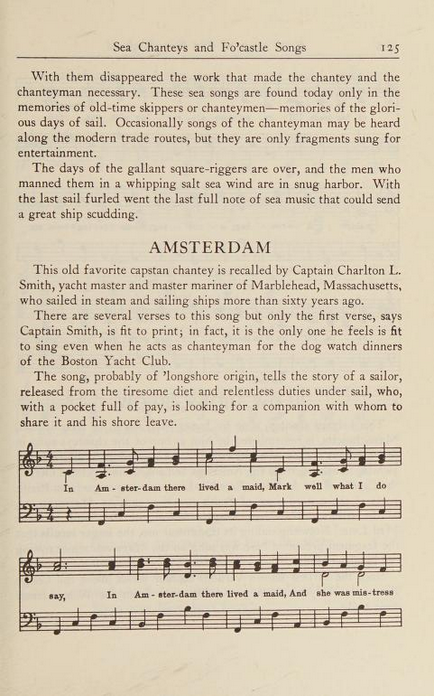 Sea Chanteys and Fo'castle Songs 125
With them disappeared the work that made the chantey and the
chanteyman necessary. These sea songs are found today only in the
memories of old-time skippers or chanteymen—memories of the glori-
ous days of sail. Occasionally songs of the chanteyman may be heard
along the modern trade routes, but they are only fragments sung for
entertainment.
The days of the gallant square-riggers are over, and the men who
manned them in a whipping salt sea wind are in snug harbor. With
the last sail furled went the last full note of sea music that could send
a great ship scudding.
AMSTERDAM
This old favorite capstan chantey is recalled by Captain Charlton L.
Smith, yacht master and master mariner of Marblehead, Massachusetts,
who sailed in steam and sailing ships more than sixty years ago.
There are several verses to this song but only the first verse, says
Captain Smith, is fit to print; in fact, it is the only one he feels is fit
to sing even when he acts as chanteyman for the dog watch dinners
of the Boston Yacht Club.
The song, probably of 'longshore origin, tells the story of a sailor,
released from the tiresome diet and relentless duties under sail, who,
with a pocket full of pay, is looking for a companion with whom to
share it and his shore leave.
In Am - ster-dam there lived a maid, Mark well what I do
say, In Am - ster-dam there lived a maid, And she was mis-tress